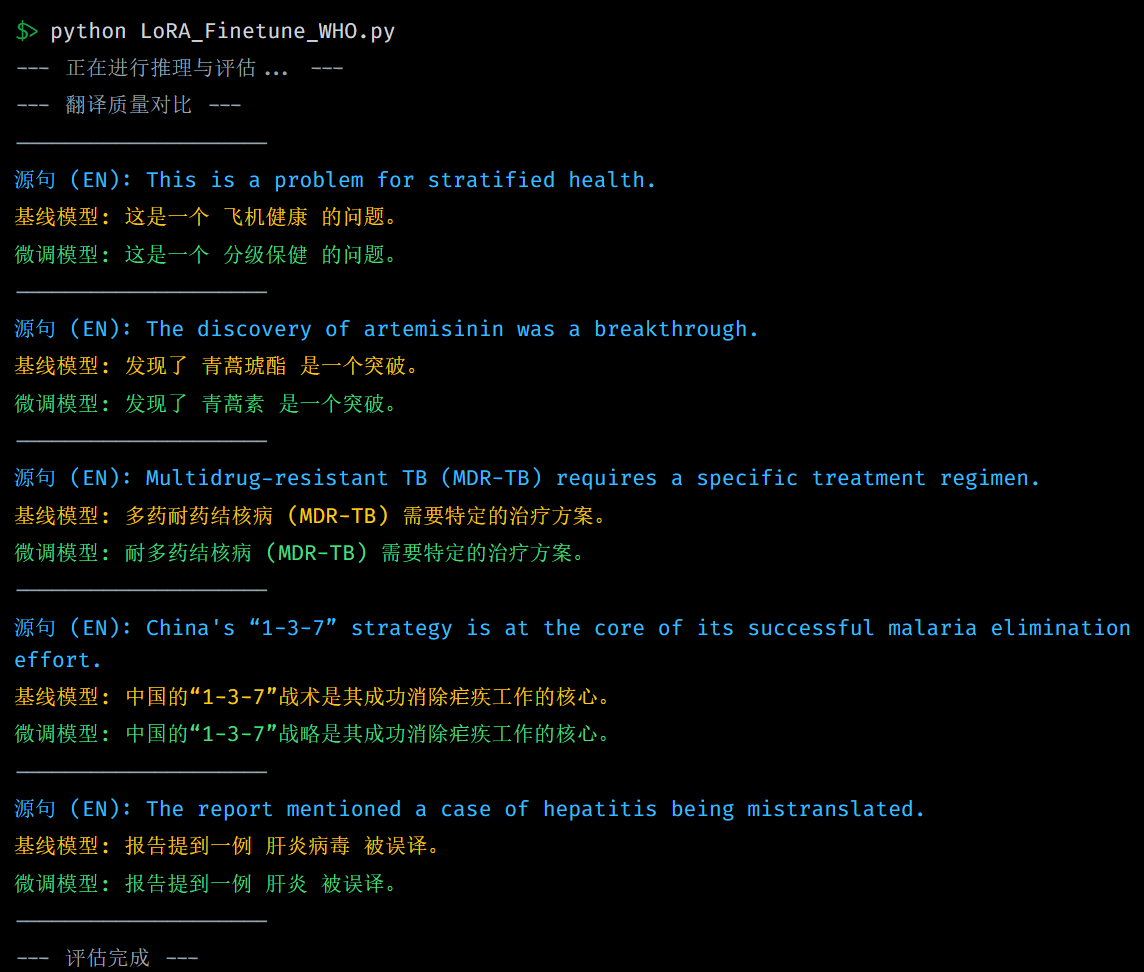 $> python LoRA_Finetune_WHO.py
--- 正在进行推理与评估... ---
--- 翻译质量对比 ---
源句 (EN): This is a problem for stratified health.
基线模型: 这是一个 飞机健康 的问题。
微调模型: 这是一个 分级保健 的问题。
源句 (EN): The discovery of artemisinin was a breakthrough.
基线模型: 发现了 青蒿琥酯 是一个突破。
微调模型: 发现了 青蒿素 是一个突破。
源句 (EN): Multidrug-resistant TB (MDR-TB) requires a specific treatment regimen.
基线模型: 多药耐药结核病 (MDR-TB) 需要特定的治疗方案。
微调模型: 耐多药结核病 (MDR-TB) 需要特定的治疗方案。
源句 (EN): China's “1-3-7” strategy is at the core of its successful malaria elimination
effort.
基线模型: 中国的“1-3-7”战术是其成功消除疟疾工作的核心。
微调模型: 中国的“1-3-7”战略是其成功消除疟疾工作的核心。
源句 (EN): The report mentioned a case of hepatitis being mistranslated.
基线模型: 报告提到一例 肝炎病毒 被误译。
微调模型: 报告提到一例 肝炎 被误译。
--- 评估完成 ---